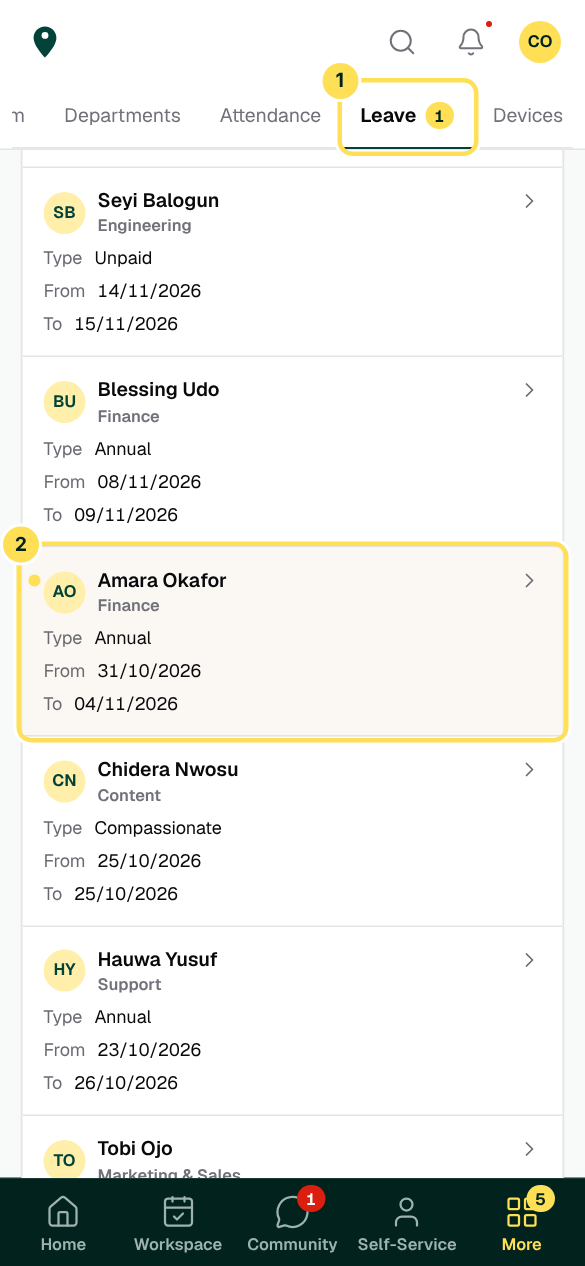 CO
1
m Departments Attendance Leave 1 Devices
SB Seyi Balogun
Engineering
Type Unpaid
From 14/11/2026
To 15/11/2026
BU Blessing Udo
Finance
Type Annual
From 08/11/2026
To 09/11/2026
2
AO Amara Okafor
Finance
Type Annual
From 31/10/2026
To 04/11/2026
CN Chidera Nwosu
Content
Type Compassionate
From 25/10/2026
To 25/10/2026
HY Hauwa Yusuf
Support
Type Annual
From 23/10/2026
To 26/10/2026
TO Tobi Ojo
Marketing & Sales
1 5
Home Workspace Community Self-Service More